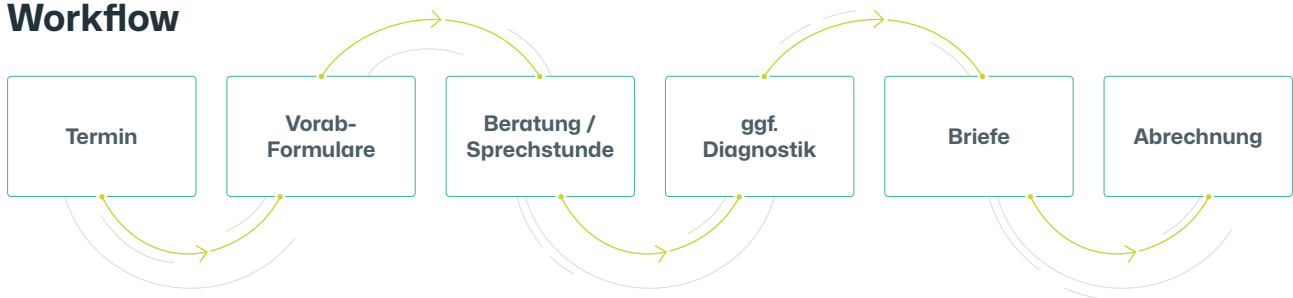 Workflow
Termin
Vorab-
Formulare
Beratung /
Sprechstunde
ggf.
Diagnostik
Briefe
Abrechnung